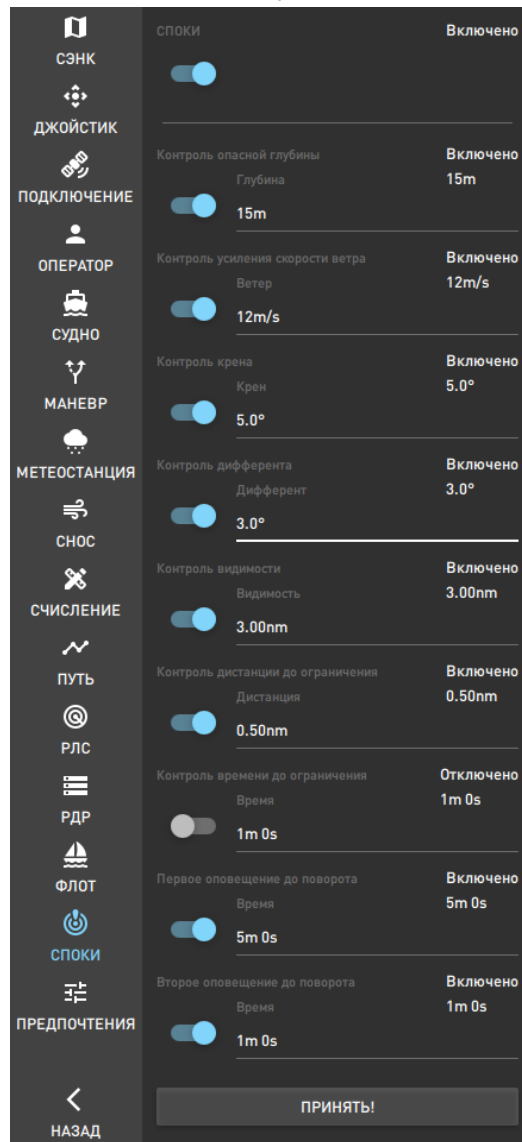 СЭНК
ДЖОЙСТИК
ПОДКЛЮЧЕНИЕ
ОПЕРАТОР
СУДНО
МАНЕВР
МЕТЕОСТАНЦИЯ
СНОС
СЧИСЛЕНИЕ
ПУТЬ
РЛС
РДР
ФЛОТ
СПОКИ
ПРЕДПОЧТЕНИЯ
НАЗАД
СПОКИ Включено
Контроль опасной глубины Включено
Глубина 15m
15m
Контроль усиления скорости ветра Включено
Ветер 12m/s
12m/s
Контроль крена Включено
Крен 5.0°
5.0°
Контроль дифферента Включено
Дифферент 3.0°
3.0°
Контроль видимости Включено
Видимость 3.00nm
3.00nm
Контроль дистанции до ограничения Включено
Дистанция 0.50nm
0.50nm
Контроль времени до ограничения Отключено
Время 1m 0s
1m 0s
Первое оповещение до поворота Включено
Время 5m 0s
5m 0s
Второе оповещение до поворота Включено
Время 1m 0s
1m 0s
ПРИНЯТЬ!